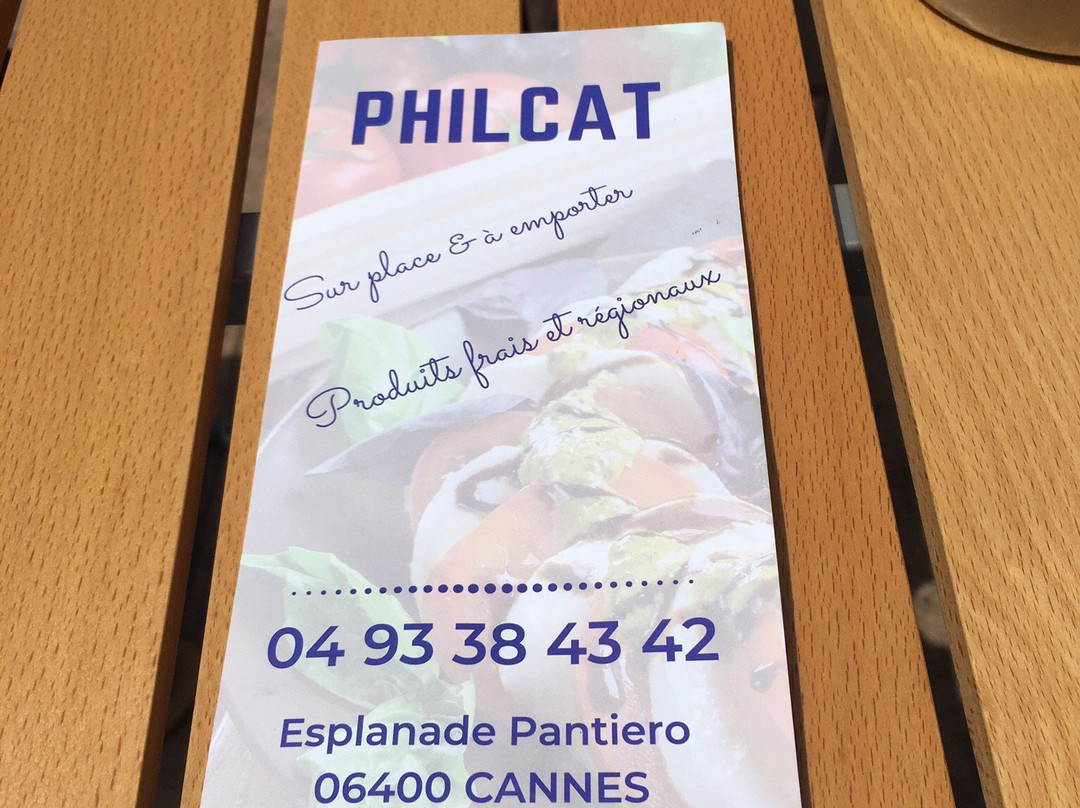 PHILCAT
Sur place & à emporter
Produits frais et régionaux
04 93 38 43 42
Esplanade Pantiero
06400 CANNES